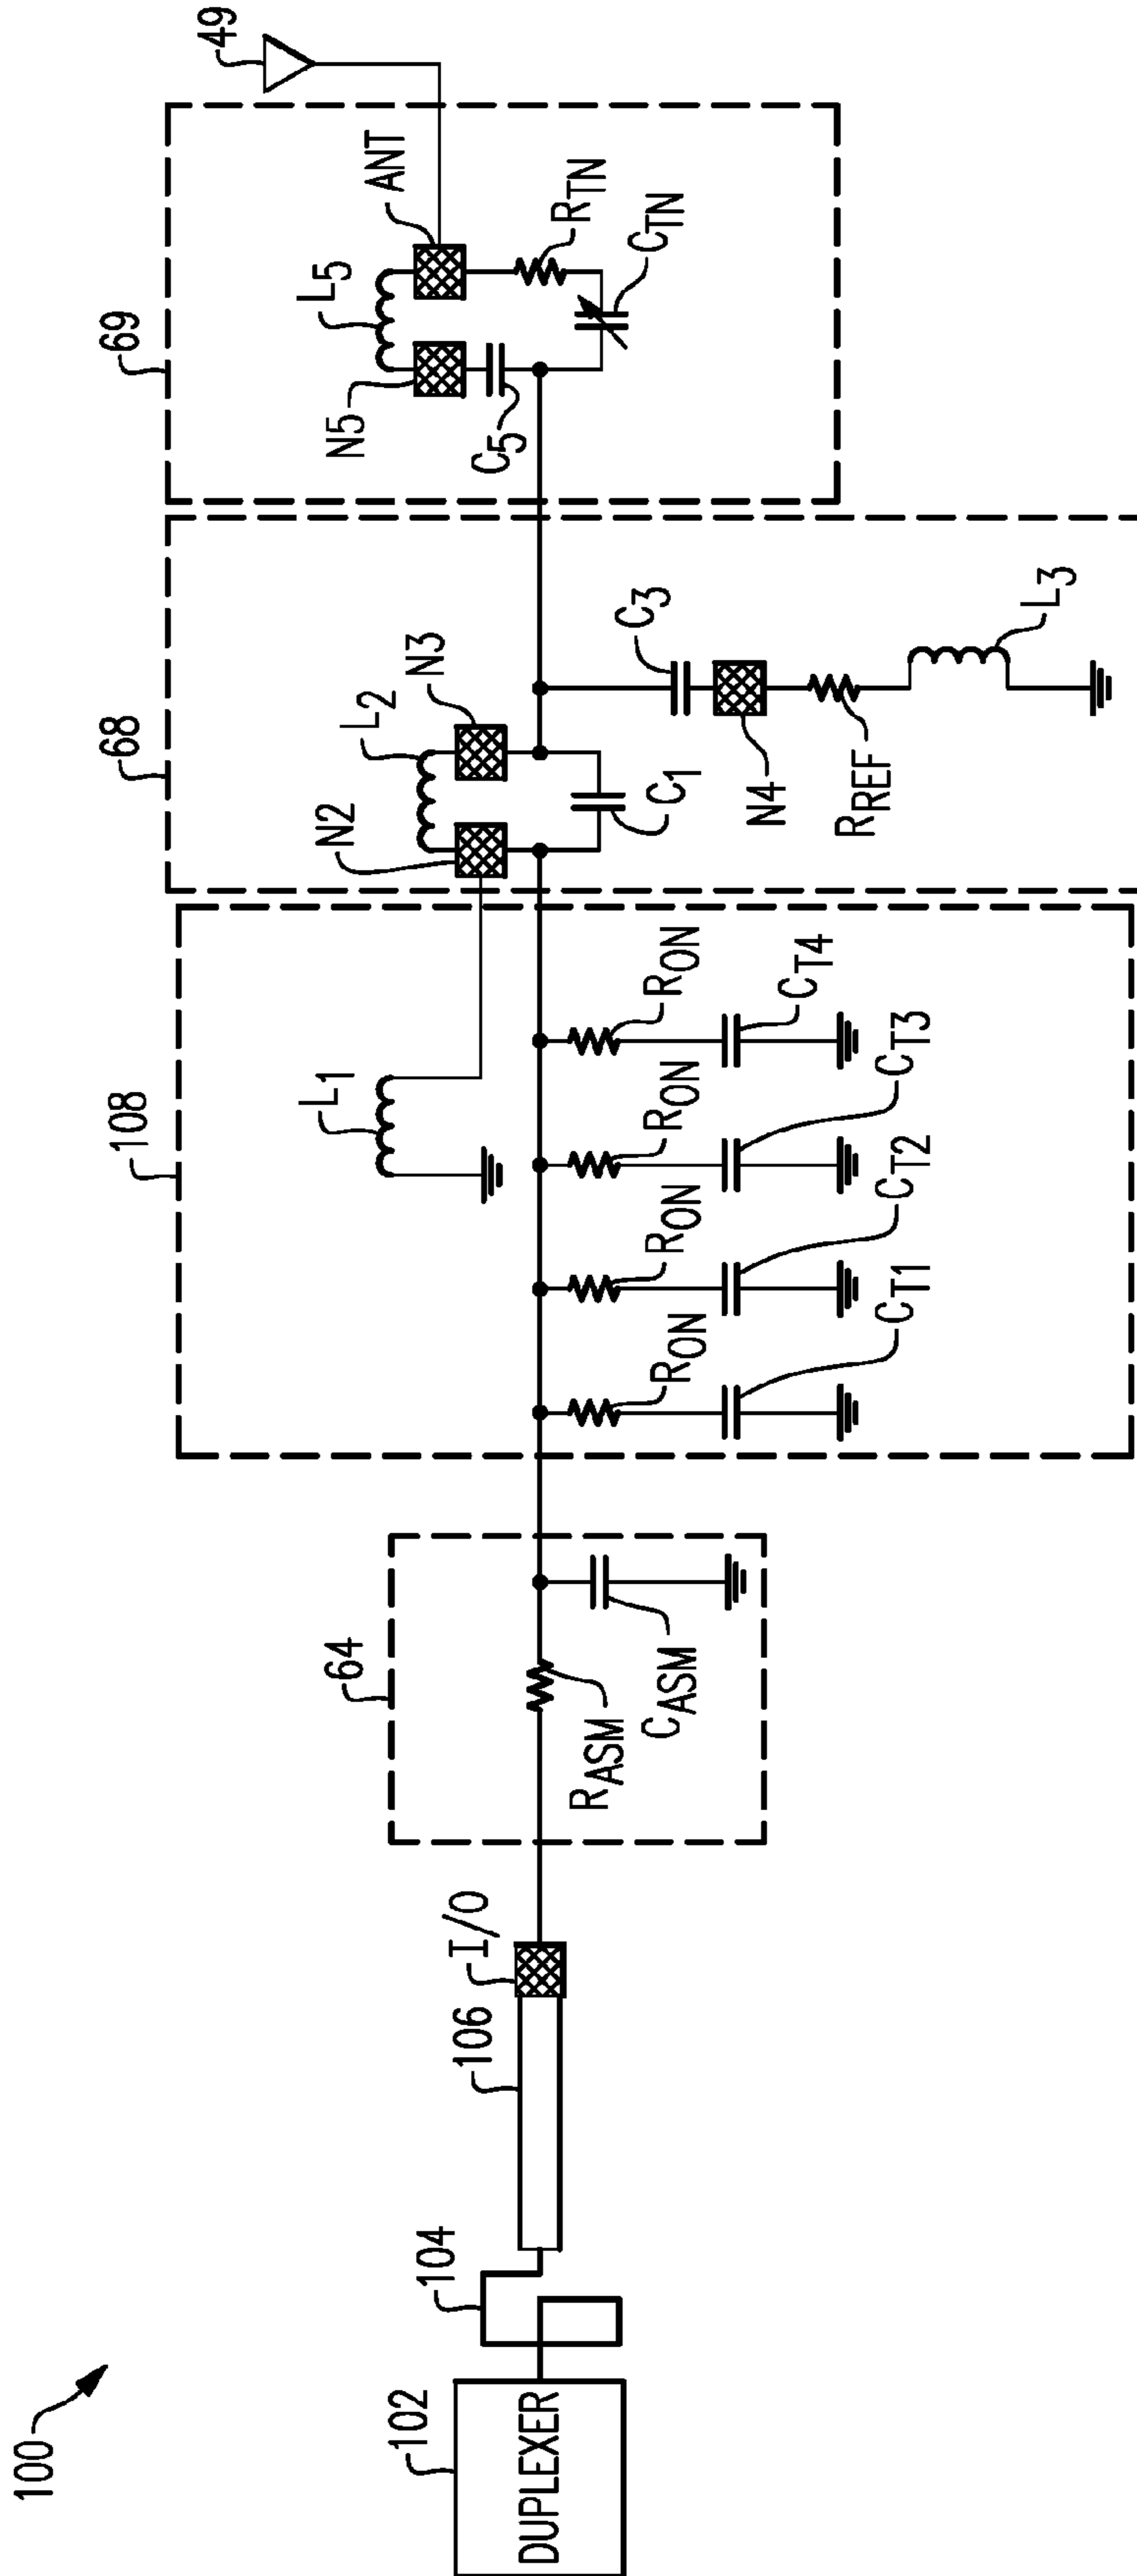 100
102
DUPLEXER
104
106
I/O
64
RASM
CASM
108
L1
RON
RON
RON
RON
CT1
CT2
CT3
CT4
68
N2
L2
N3
C1
C3
N4
RREF
L3
69
N5
L5
ANT
C5
RTN
CTN
49